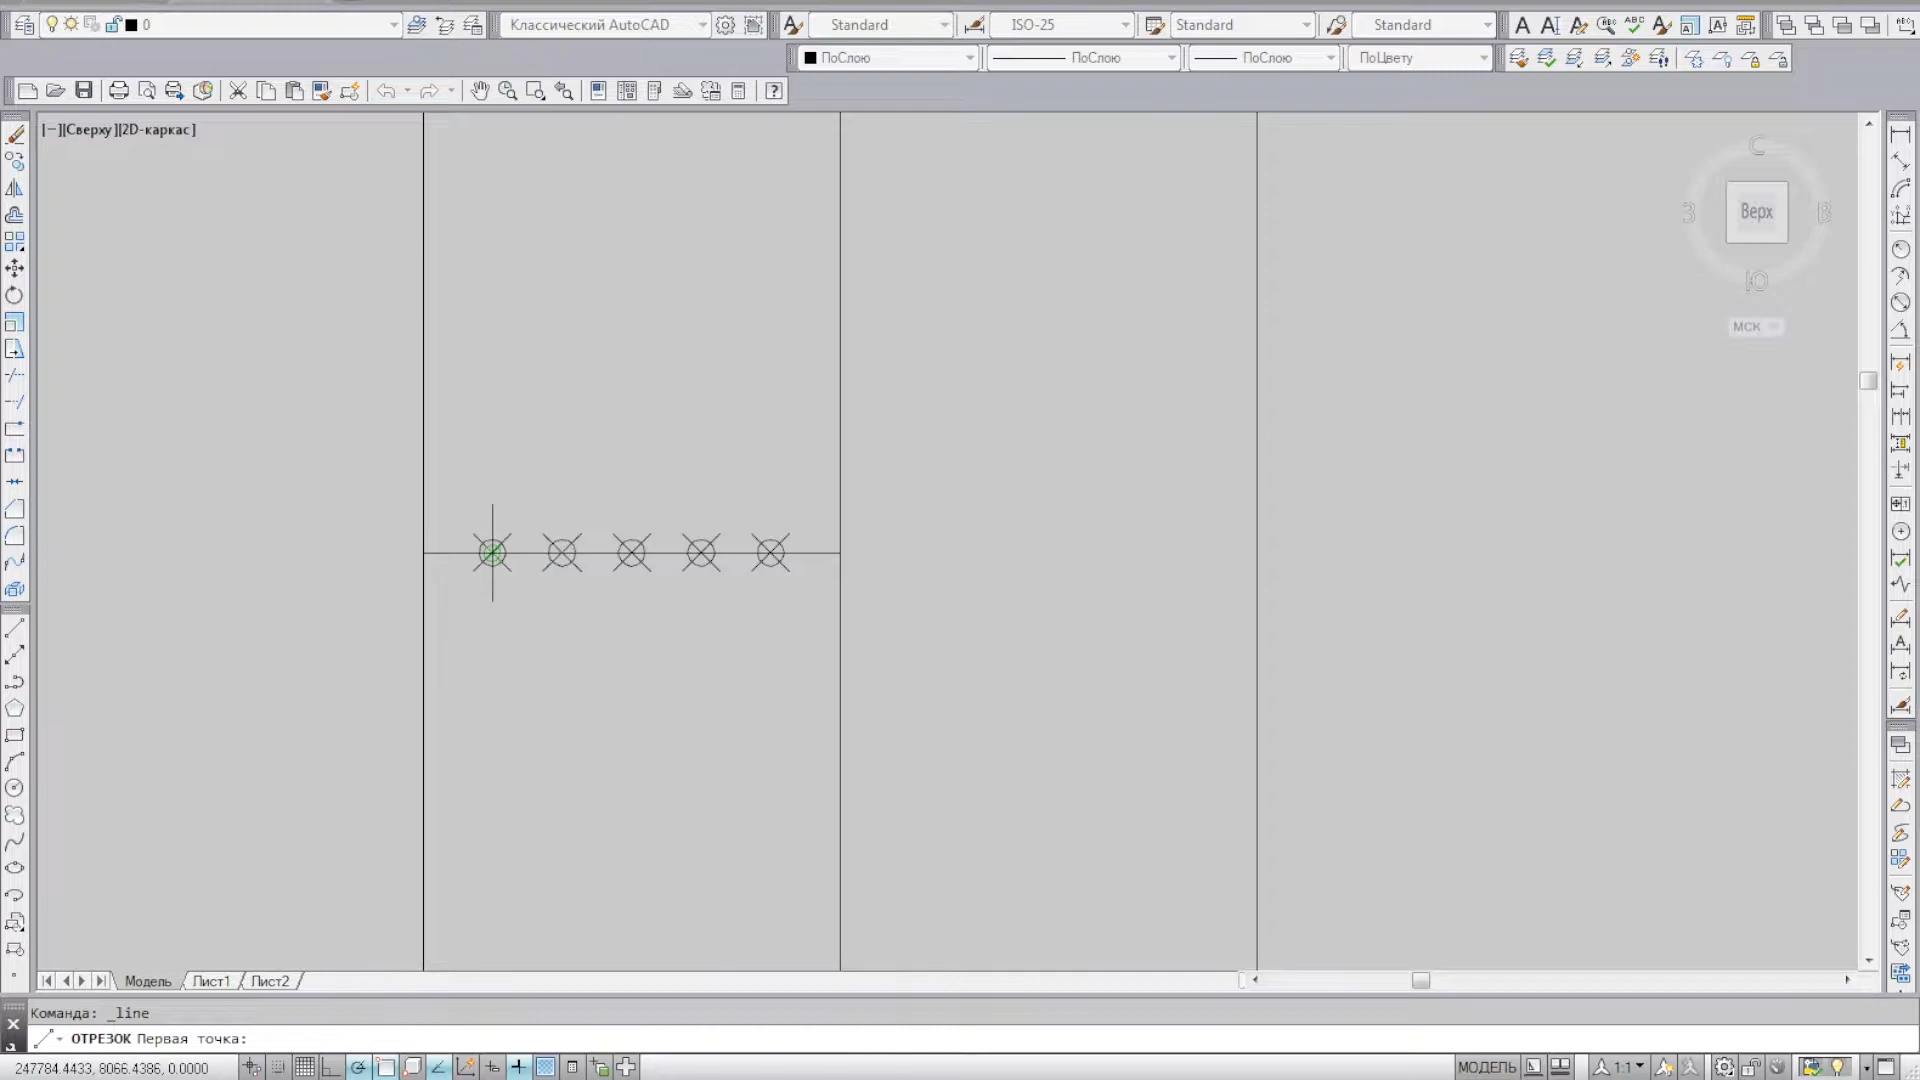 0
Классический AutoCAD
Standard
ISO-25
Standard
Standard
ПоСлою
ПоСлою
ПоСлою
ПоЦвету
[−][Сверху][2D-каркас]
С
З
Верх
В
Ю
МСК
Модель
Лист1
Лист2
Команда: _line
ОТРЕЗОК Первая точка:
247784.4433, 8066.4386, 0.0000
МОДЕЛЬ
1:1